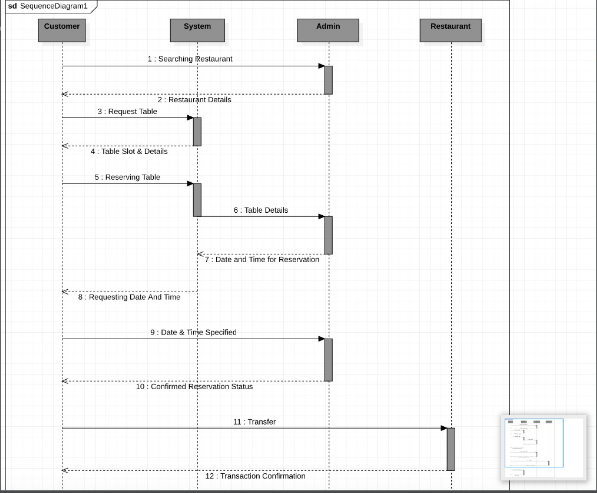 sd SequenceDiagram1
Customer System Admin Restaurant
1 : Searching Restaurant
2 : Restaurant Details
3 : Request Table
4 : Table Slot & Details
5 : Reserving Table
6 : Table Details
7 : Date and Time for Reservation
8 : Requesting Date And Time
9 : Date & Time Specified
10 : Confirmed Reservation Status
11 : Transfer
12 : Transaction Confirmation